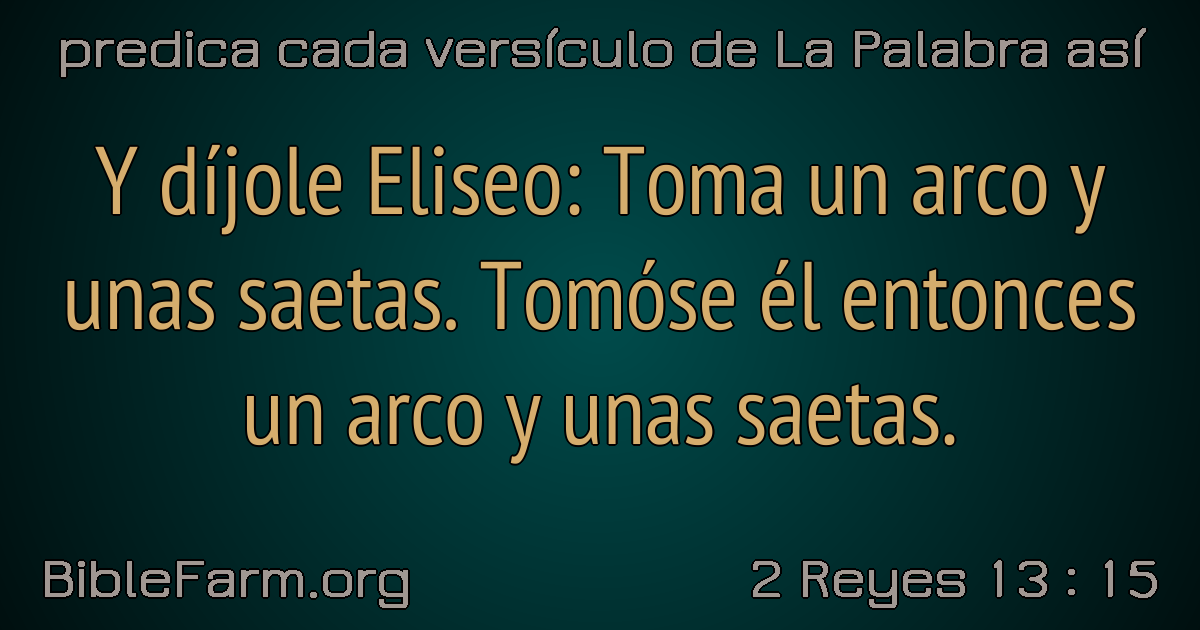 predica cada versículo de La Palabra así
Y díjole Eliseo: Toma un arco y
unas saetas. Tomóse él entonces
un arco y unas saetas.
BibleFarm.org
2 Reyes 13 : 15